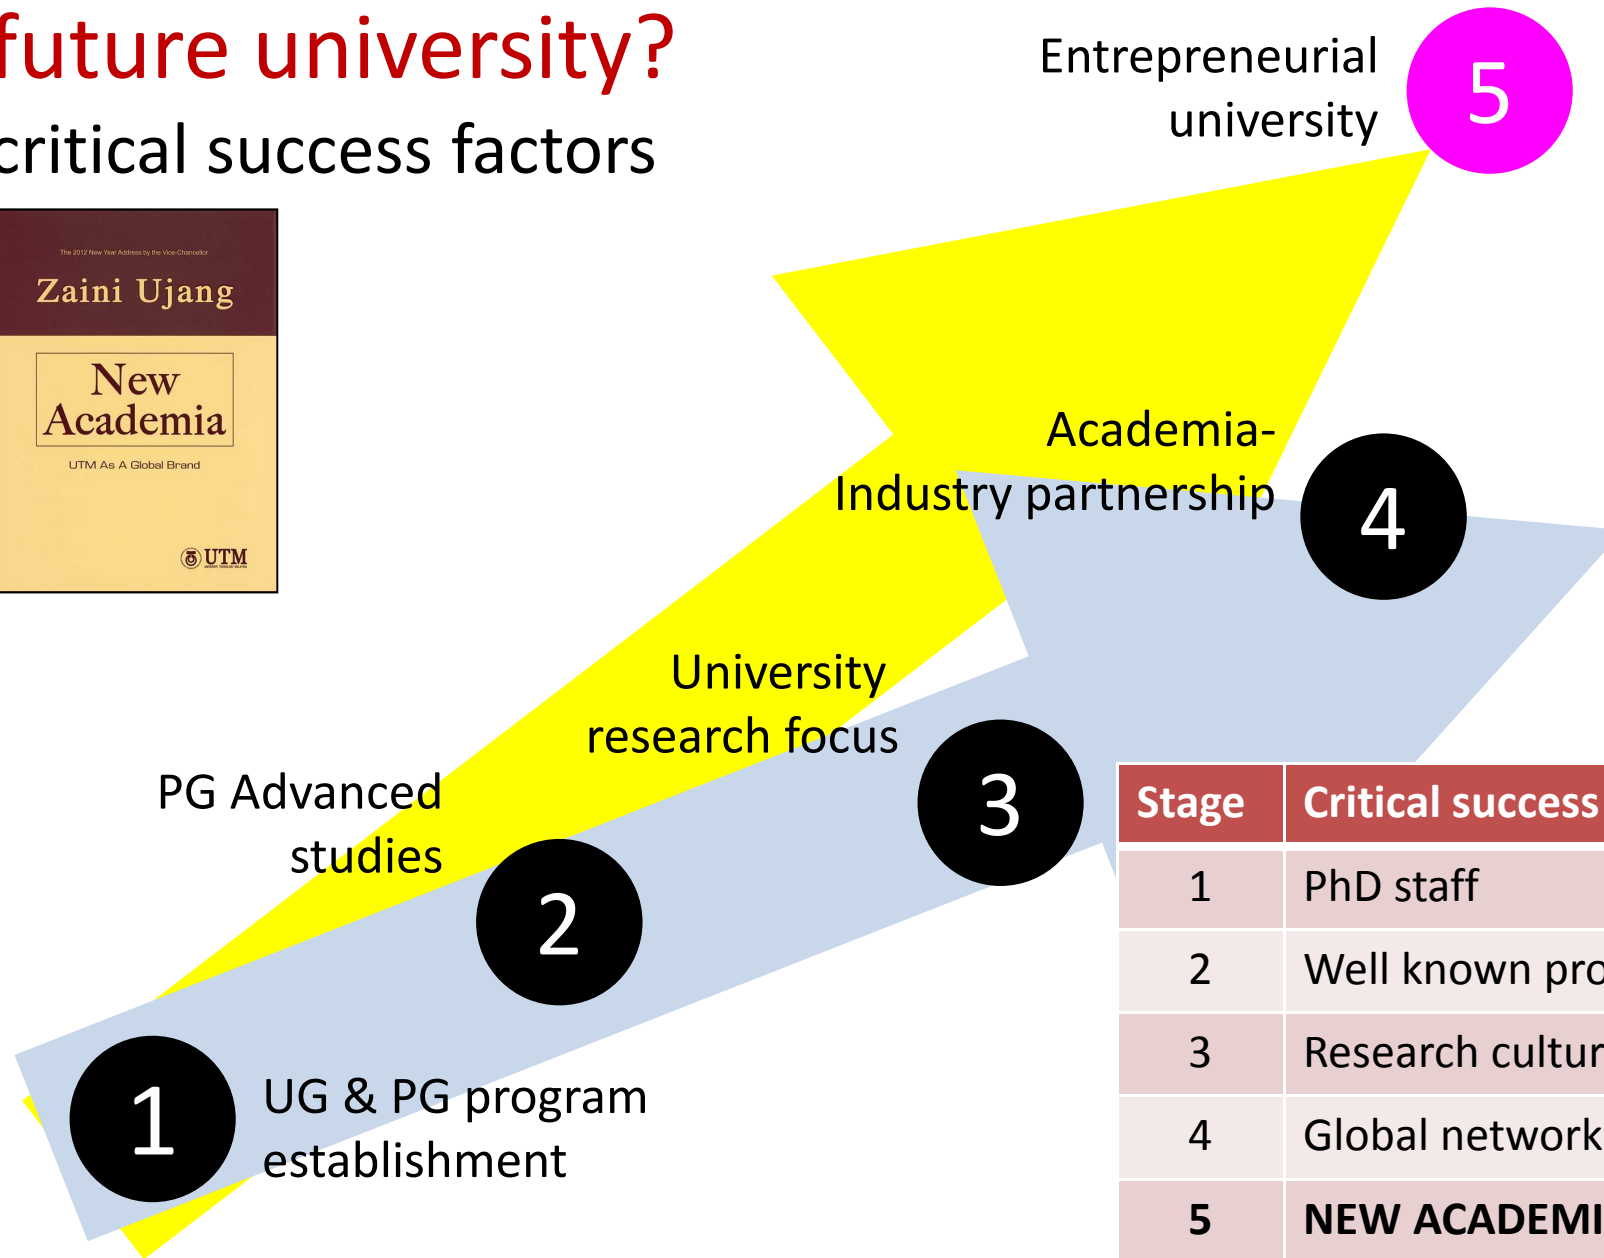 future university?
critical success factors
The 2012 New Year Address by the Vice-Chancellor
Zaini Ujang
New
Academia
UTM As A Global Brand
UTM
Entrepreneurial
university
5
Academia-
Industry partnership
4
University
research focus
3
PG Advanced
studies
2
1
UG & PG program
establishment
Stage Critical success
1 PhD staff
2 Well known pro
3 Research cultur
4 Global network
5 NEW ACADEMI